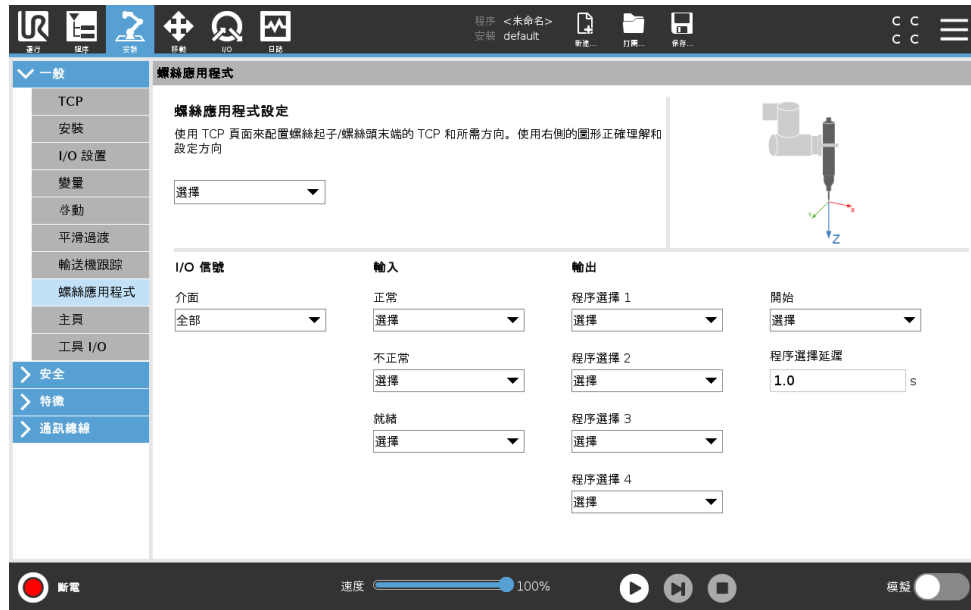 程序 <未命名>
C C
UR
安裝 default
C C
運行
程序
安裝
移動
I/O
日誌
新建...
打開...
保存...
一般
TCP
安裝
I/O 設置
變量
啓動
平滑過渡
輸送機跟踪
螺絲應用程式
主頁
工具 I/O
安全
特徵
通訊總線
螺絲應用程式
螺絲應用程式設定
使用 TCP 頁面來配置螺絲起子/螺絲頭末端的 TCP 和所需方向。使用右側的圖形正確理解和
設定方向
選擇
Y
X
Z
I/O 信號
輸入
輸出
介面
正常
程序選擇 1
開始
全部
選擇
選擇
選擇
不正常
程序選擇 2
程序選擇延遲
選擇
選擇
1.0
s
就緒
程序選擇 3
選擇
選擇
程序選擇 4
選擇
斷電
速度
100%
模擬